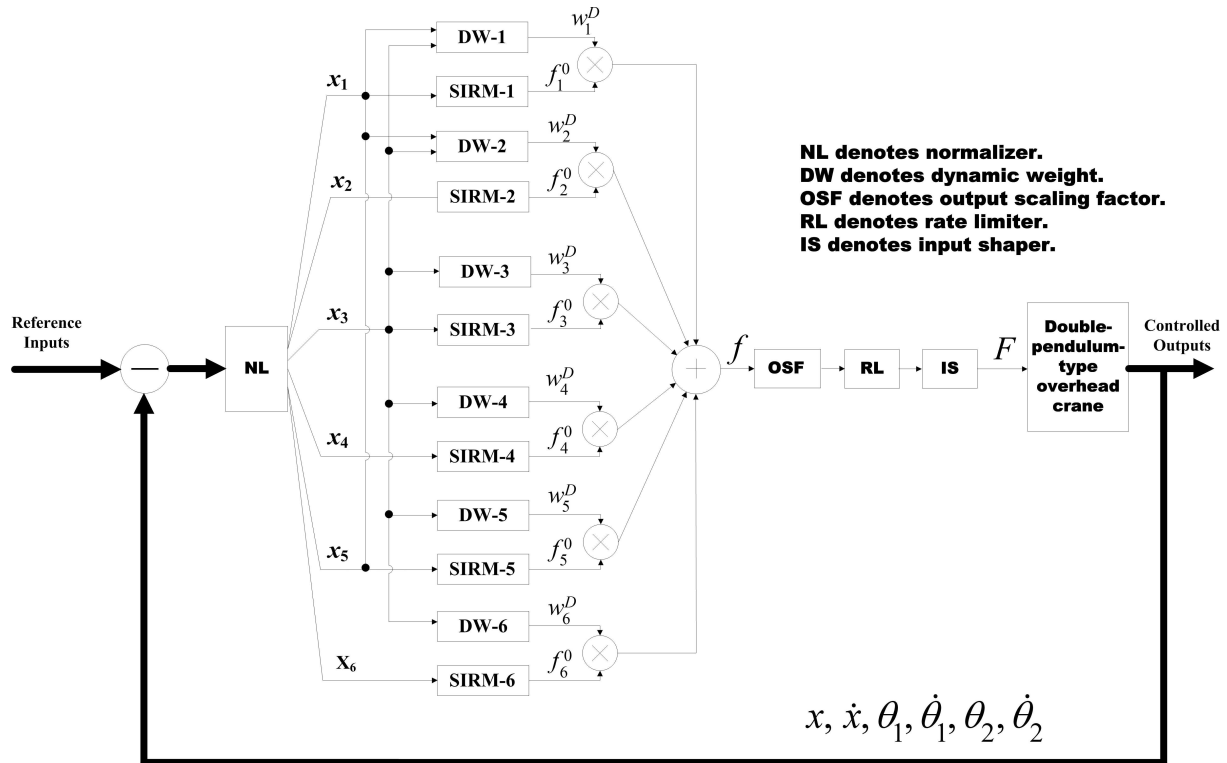 NL denotes normalizer.
DW denotes dynamic weight.
OSF denotes output scaling factor.
RL denotes rate limiter.
IS denotes input shaper.
Reference
Inputs
−
NL
x₁
x₂
x₃
x₄
x₅
X₆
DW-1
w₁ᴰ
×
SIRM-1
f₁⁰
DW-2
w₂ᴰ
×
SIRM-2
f₂⁰
DW-3
w₃ᴰ
×
SIRM-3
f₃⁰
DW-4
w₄ᴰ
×
SIRM-4
f₄⁰
DW-5
w₅ᴰ
×
SIRM-5
f₅⁰
DW-6
w₆ᴰ
×
SIRM-6
f₆⁰
+
f
OSF
RL
IS
F
Double-
pendulum-
type
overhead
crane
Controlled
Outputs
x, ẋ, θ₁, θ̇₁, θ₂, θ̇₂